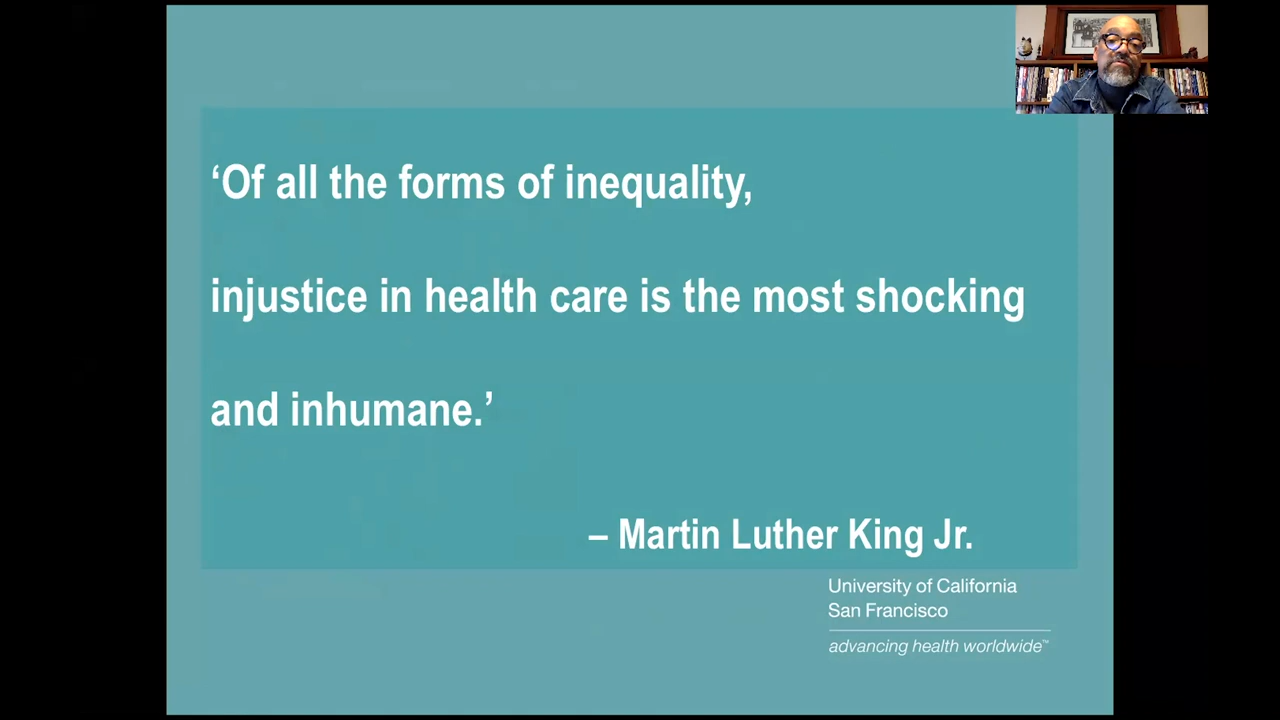 ‘Of all the forms of inequality,
injustice in health care is the most shocking
and inhumane.’
– Martin Luther King Jr.
University of California
San Francisco
advancing health worldwide™